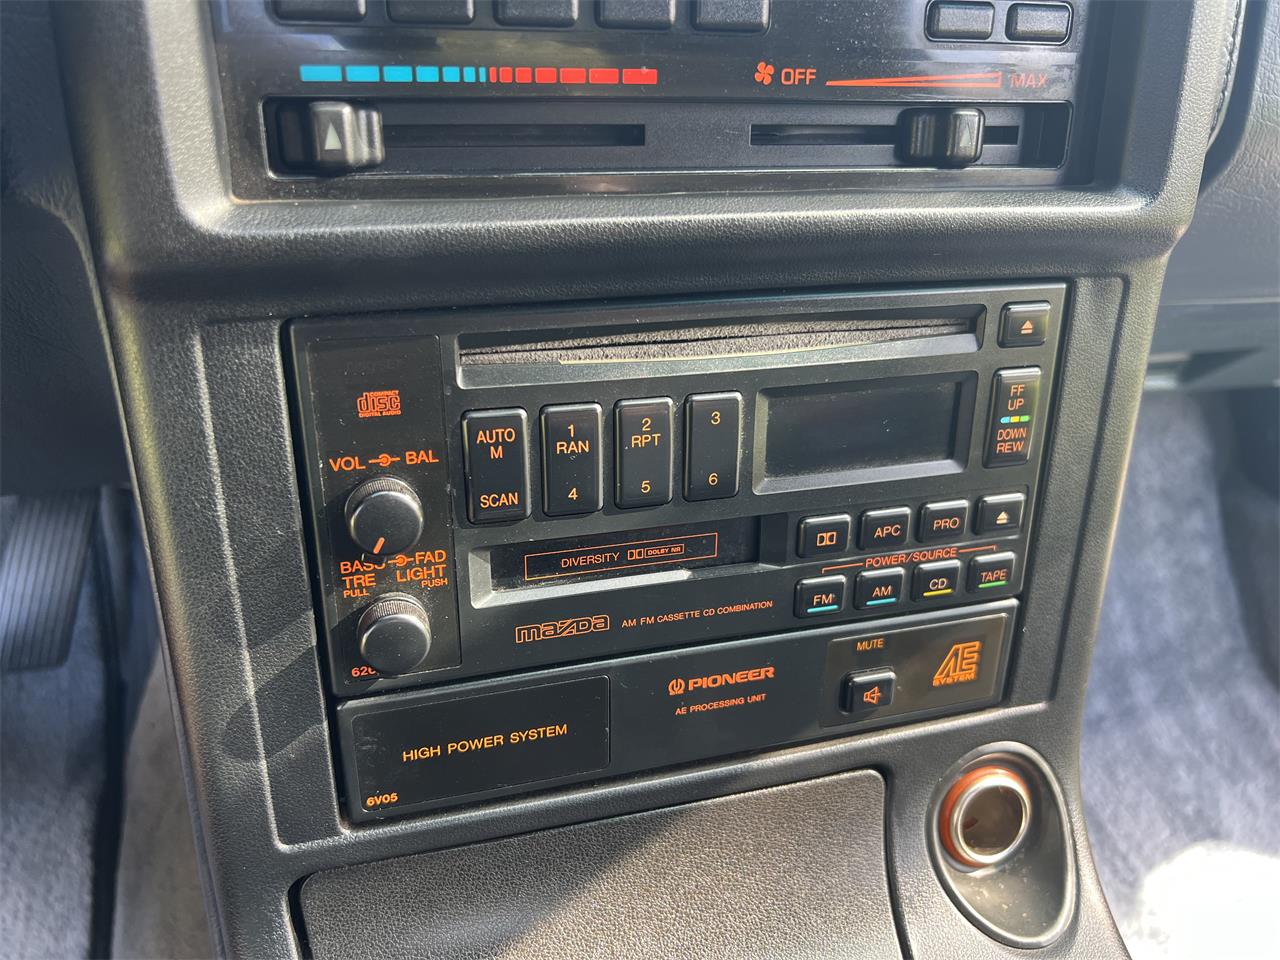 OFF MAX
COMPACT
disc
DIGITAL AUDIO
VOL BAL
BASS FAD
TRE LIGHT
PULL PUSH
AUTO
M
SCAN
1
RAN
4
2
RPT
5
3
6
FF
UP
DOWN
REW
DIVERSITY DOLBY NR
APC PRO
POWER/SOURCE
FM AM CD TAPE
mazda AM FM CASSETTE CD COMBINATION
PIONEER
AE PROCESSING UNIT
MUTE
AE
SYSTEM
HIGH POWER SYSTEM
6V05